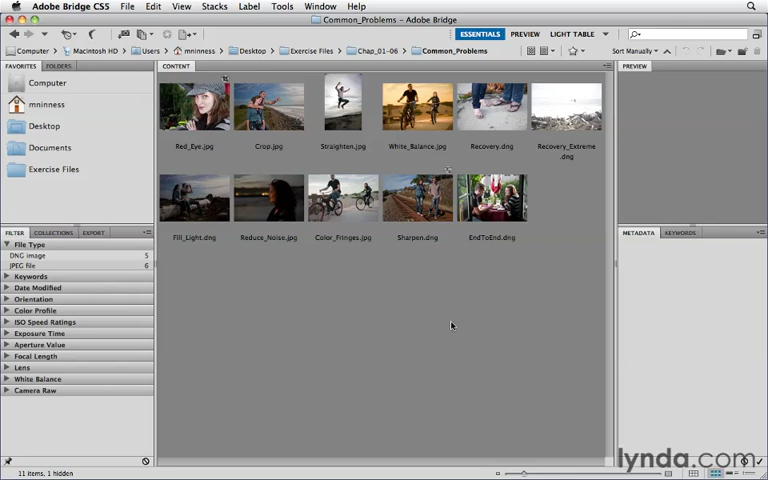 Adobe Bridge CS5 File Edit View Stacks Label Tools Window Help
Common_Problems – Adobe Bridge
ESSENTIALS PREVIEW LIGHT TABLE
Computer Macintosh HD Users mninness Desktop Exercise Files Chap_01-06 Common_Problems Sort Manually
FAVORITES FOLDERS CONTENT PREVIEW
Computer
mninness
Desktop
Documents
Exercise Files
Red_Eye.jpg Crop.jpg Straighten.jpg White_Balance.jpg Recovery.dng Recovery_Extreme
.dng
Fill_Light.dng Reduce_Noise.jpg Color_Fringes.jpg Sharpen.dng EndToEnd.dng
FILTER COLLECTIONS EXPORT METADATA KEYWORDS
File Type
DNG image 5
JPEG file 6
Keywords
Date Modified
Orientation
Color Profile
ISO Speed Ratings
Exposure Time
Aperture Value
Focal Length
Lens
White Balance
Camera Raw
11 items, 1 hidden
lynda.com